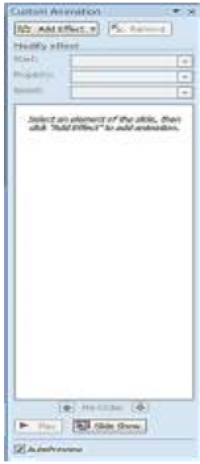 Custom Animation
Add Effect Remove
Modify effect
Start:
Property:
Speed:
Select an element of the slide, then
click "Add Effect" to add animation.
Re-Order
Play Slide Show
AutoPreview